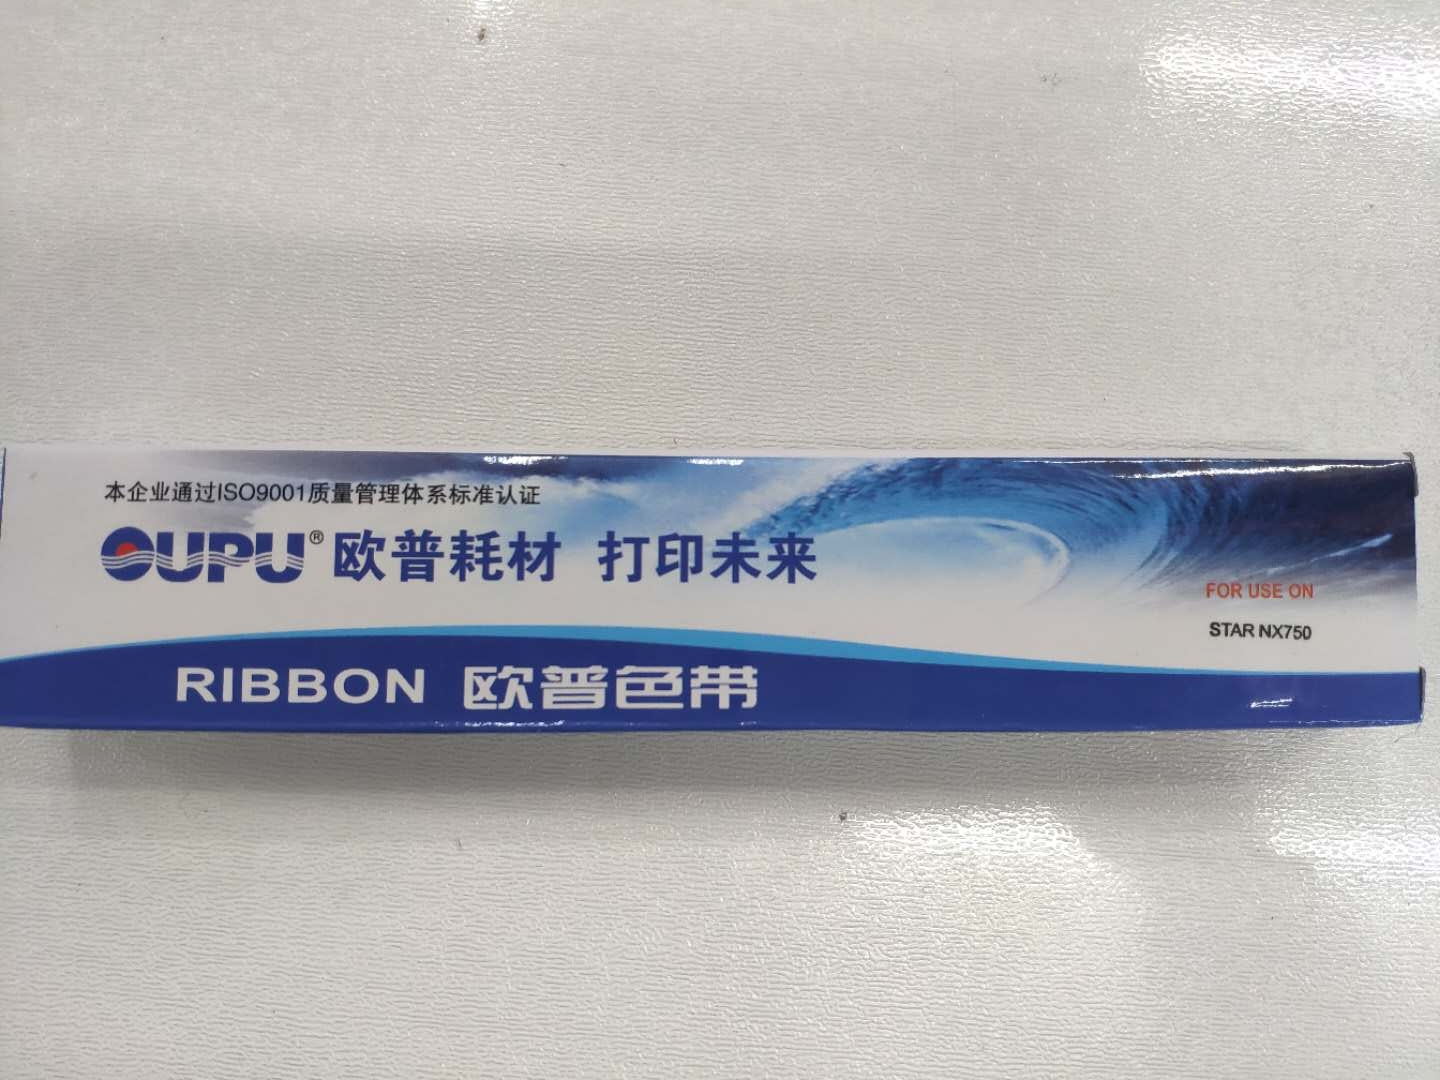 本企业通过ISO9001质量管理体系标准认证
OUPU® 欧普耗材 打印未来
FOR USE ON
STAR NX750
RIBBON 欧普色带